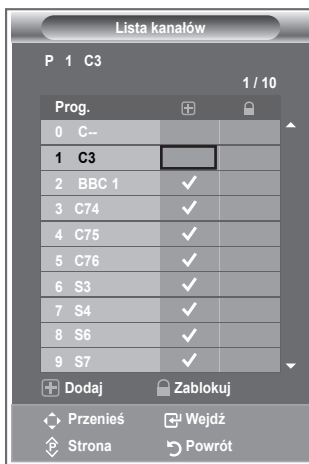 Lista kanałów
P 1 C3
1 / 10
Prog.
0 C--
1 C3
2 BBC 1
3 C74
4 C75
5 C76
6 S3
7 S4
8 S6
9 S7
Dodaj Zablokuj
Przenieś Wejdź
P Strona Powrót